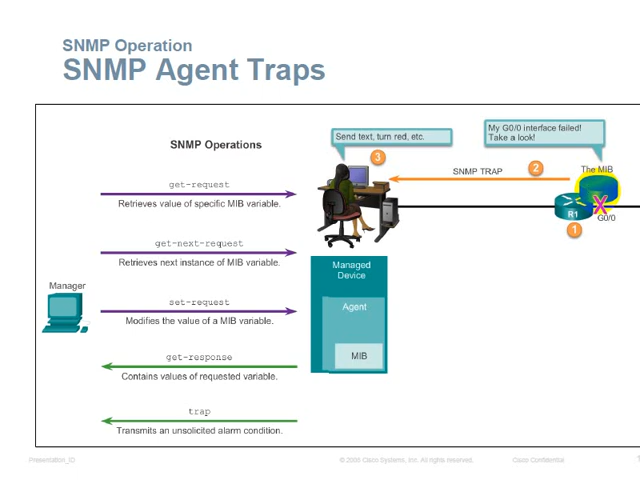 SNMP Operation
SNMP Agent Traps
SNMP Operations
get-request
Retrieves value of specific MIB variable.
get-next-request
Retrieves next instance of MIB variable.
Manager
set-request
Modifies the value of a MIB variable.
get-response
Contains values of requested variable.
trap
Transmits an unsolicited alarm condition.
Managed
Device
Agent
MIB
Send text, turn red, etc.
3
My G0/0 interface failed!
Take a look!
SNMP TRAP
2
The MIB
R1
X
G0/0
1
Presentation_ID
© 2006 Cisco Systems, Inc. All rights reserved.
Cisco Confidential
1